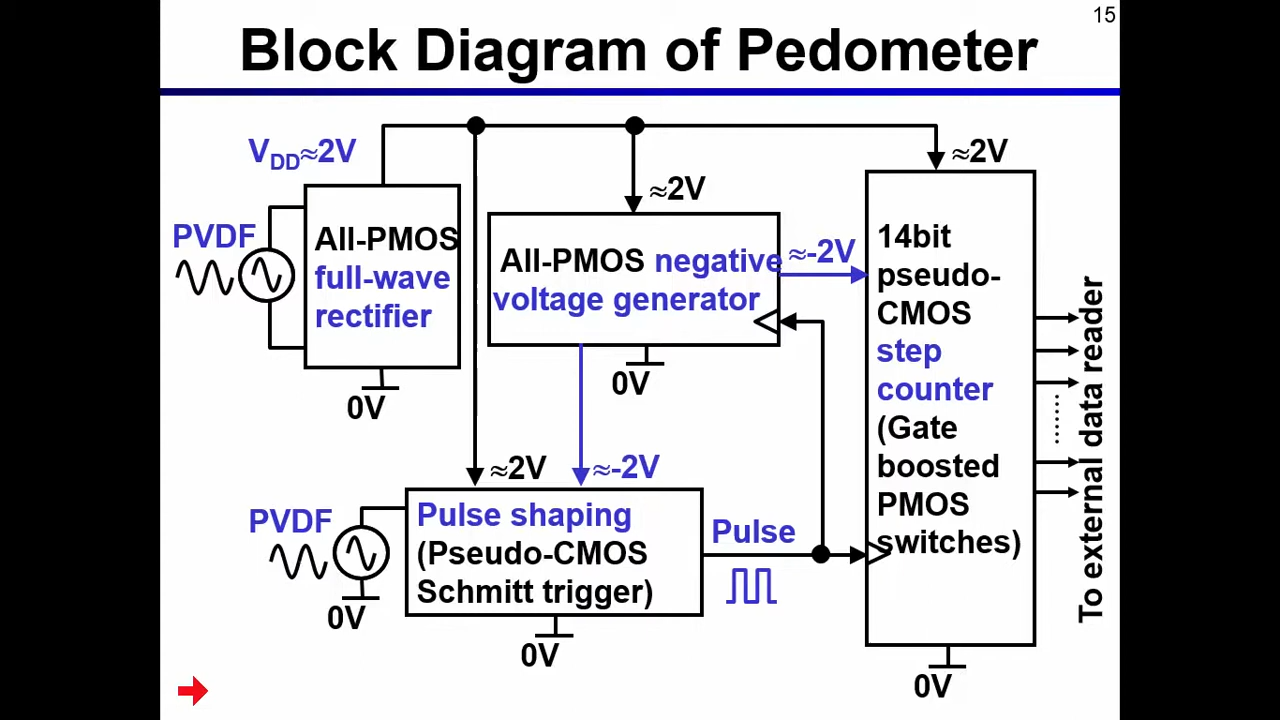 15
Block Diagram of Pedometer
VDD≈2V
≈2V
≈2V
PVDF
All-PMOS
full-wave
rectifier
0V
All-PMOS negative
voltage generator
≈-2V
0V
14bit
pseudo-
CMOS
step
counter
(Gate
boosted
PMOS
switches)
0V
To external data reader
≈2V
≈-2V
PVDF
0V
Pulse shaping
(Pseudo-CMOS
Schmitt trigger)
0V
Pulse